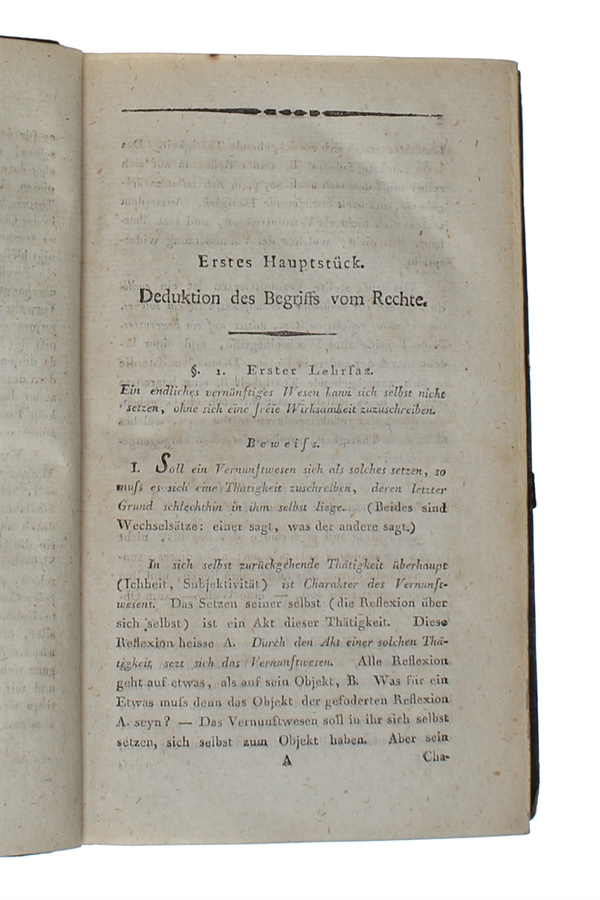 Erstes Hauptstück.
Deduktion des Begriffs vom Rechte.
§. 1. Erster Lehrsaz.
Ein endliches vernünftiges Wesen kann sich selbst nicht
setzen, ohne sich eine freie Wirksamkeit zuzuschreiben.
Beweiſs.
I. Soll ein Vernunftwesen sich als solches setzen, so
muſs es sich eine Thätigkeit zuschreiben, deren letzter
Grund schlechthin in ihm selbst liege. (Beides sind
Wechselsätze: einer sagt, was der andere sagt.)
In sich selbst zurückgehende Thätigkeit überhaupt
(Ichheit, Subjektivität) ist Charakter des Vernunft-
wesens. Das Setzen seiner selbst (die Reflexion über
sich selbst) ist ein Akt dieser Thätigkeit. Diese
Reflexion heisse A. Durch den Akt einer solchen Thä-
tigkeit sezt sich das Vernunftwesen. Alle Reflexion
geht auf etwas, als auf sein Objekt, B. Was für ein
Etwas muſs denn das Objekt der gefoderten Reflexion
A. seyn? — Das Vernunftwesen soll in ihr sich selbst
setzen, sich selbst zum Objekt haben. Aber sein
A Cha-